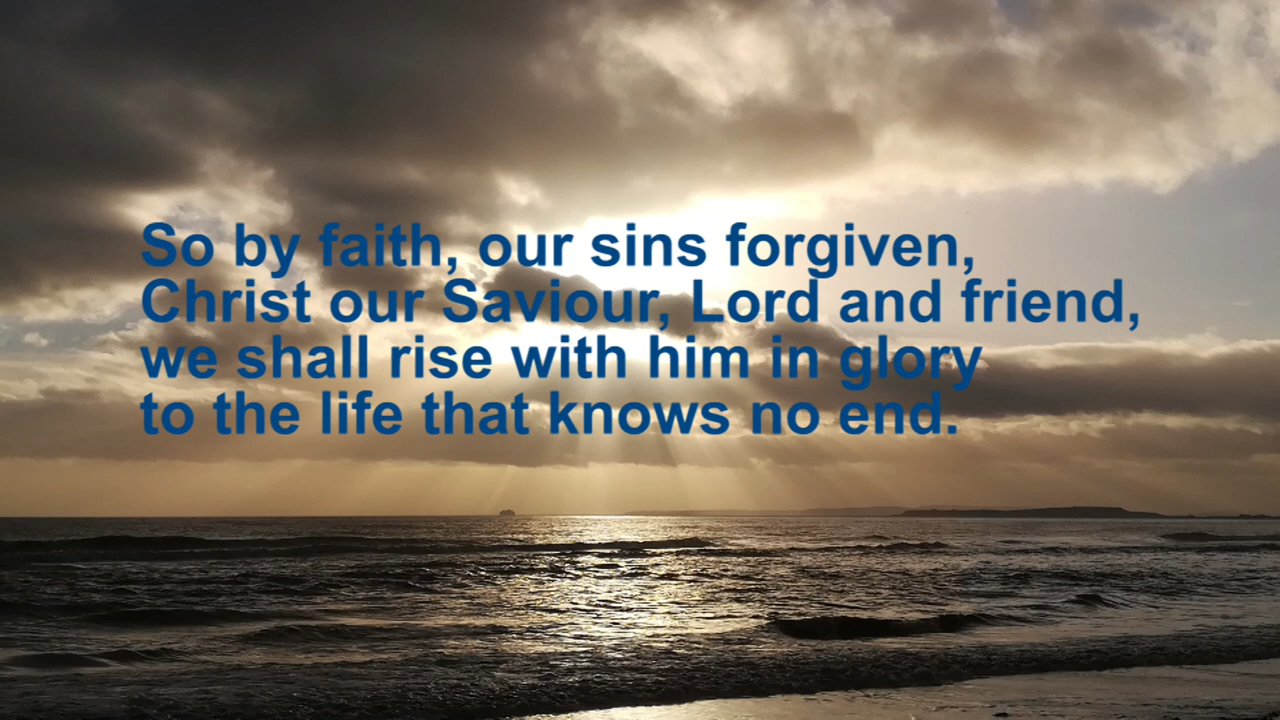 So by faith, our sins forgiven,
Christ our Saviour, Lord and friend,
we shall rise with him in glory
to the life that knows no end.